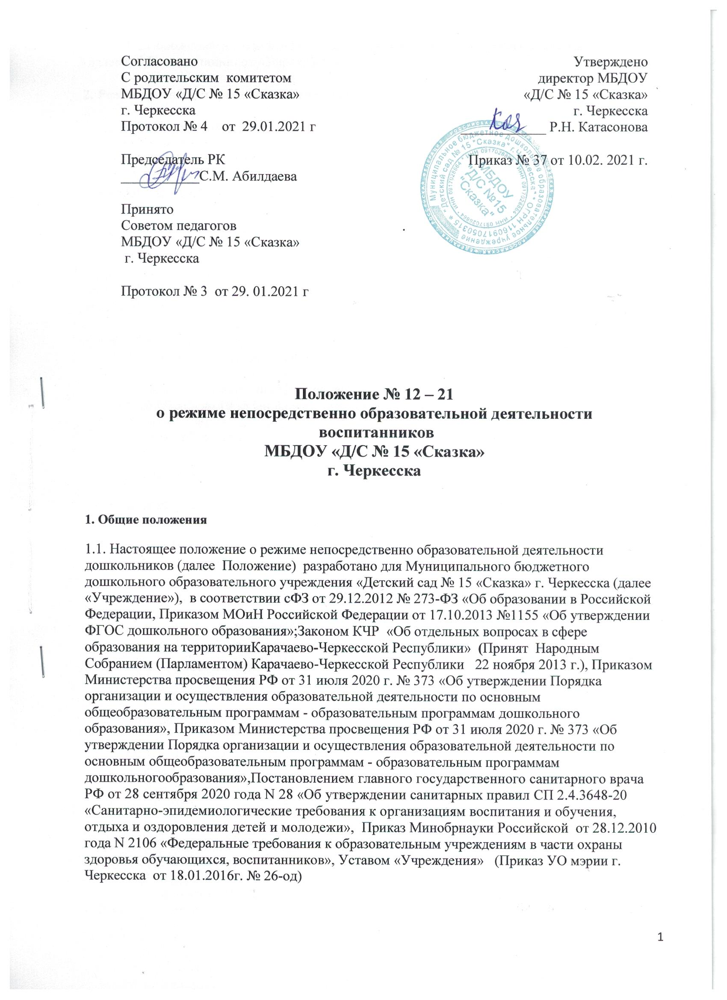 Согласовано
С родительским комитетом
МБДОУ «Д/С № 15 «Сказка»
г. Черкесска
Протокол № 4 от 29.01.2021 г
Председатель РК
____________С.М. Абилдаева
Принято
Советом педагогов
МБДОУ «Д/С № 15 «Сказка»
г. Черкесска
Протокол № 3 от 29. 01.2021 г
Утверждено
директор МБДОУ
«Д/С № 15 «Сказка»
г. Черкесска
_____________ Р.Н. Катасонова
Приказ № 37 от 10.02. 2021 г.
Муниципальное бюджетное дошкольное образовательное учреждение
"Детский сад № 15 "Сказка" г. Черкесска" * ОГРН 1160917050315 *
ИНН 0917028864 * ИНН 0917028864 * ИНН 0917028864 * ИНН 0917028864 *
МБДОУ
"Д/С №15
"Сказка"
Положение № 12 – 21
о режиме непосредственно образовательной деятельности
воспитанников
МБДОУ «Д/С № 15 «Сказка»
г. Черкесска
1. Общие положения
1.1. Настоящее положение о режиме непосредственно образовательной деятельности
дошкольников (далее Положение) разработано для Муниципального бюджетного
дошкольного образовательного учреждения «Детский сад № 15 «Сказка» г. Черкесска (далее
«Учреждение»), в соответствии сФЗ от 29.12.2012 № 273-ФЗ «Об образовании в Российской
Федерации, Приказом МОиН Российской Федерации от 17.10.2013 №1155 «Об утверждении
ФГОС дошкольного образования»;Законом КЧР «Об отдельных вопросах в сфере
образования на территорииКарачаево-Черкесской Республики» (Принят Народным
Собранием (Парламентом) Карачаево-Черкесской Республики 22 ноября 2013 г.), Приказом
Министерства просвещения РФ от 31 июля 2020 г. № 373 «Об утверждении Порядка
организации и осуществления образовательной деятельности по основным
общеобразовательным программам - образовательным программам дошкольного
образования», Приказом Министерства просвещения РФ от 31 июля 2020 г. № 373 «Об
утверждении Порядка организации и осуществления образовательной деятельности по
основным общеобразовательным программам - образовательным программам
дошкольногообразования»,Постановлением главного государственного санитарного врача
РФ от 28 сентября 2020 года N 28 «Об утверждении санитарных правил СП 2.4.3648-20
«Санитарно-эпидемиологические требования к организациям воспитания и обучения,
отдыха и оздоровления детей и молодежи», Приказ Минобрнауки Российской от 28.12.2010
года N 2106 «Федеральные требования к образовательным учреждениям в части охраны
здоровья обучающихся, воспитанников», Уставом «Учреждения» (Приказ УО мэрии г.
Черкесска от 18.01.2016г. № 26-од)
1